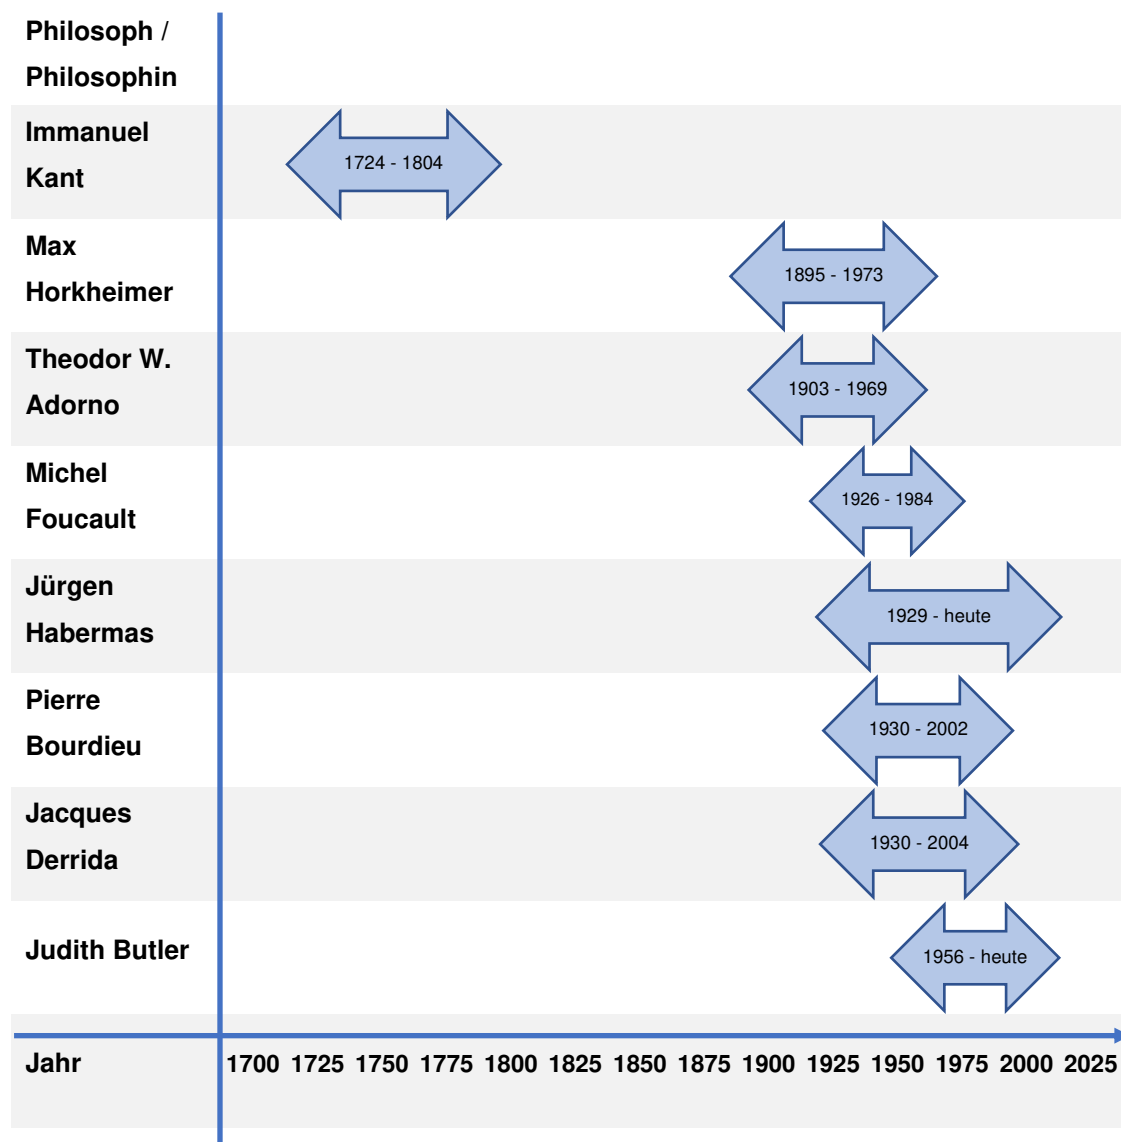 Philosoph /
Philosophin
Immanuel
Kant
1724 - 1804
Max
Horkheimer
1895 - 1973
Theodor W.
Adorno
1903 - 1969
Michel
Foucault
1926 - 1984
Jürgen
Habermas
1929 - heute
Pierre
Bourdieu
1930 - 2002
Jacques
Derrida
1930 - 2004
Judith Butler
1956 - heute
Jahr
1700 1725 1750 1775 1800 1825 1850 1875 1900 1925 1950 1975 2000 2025